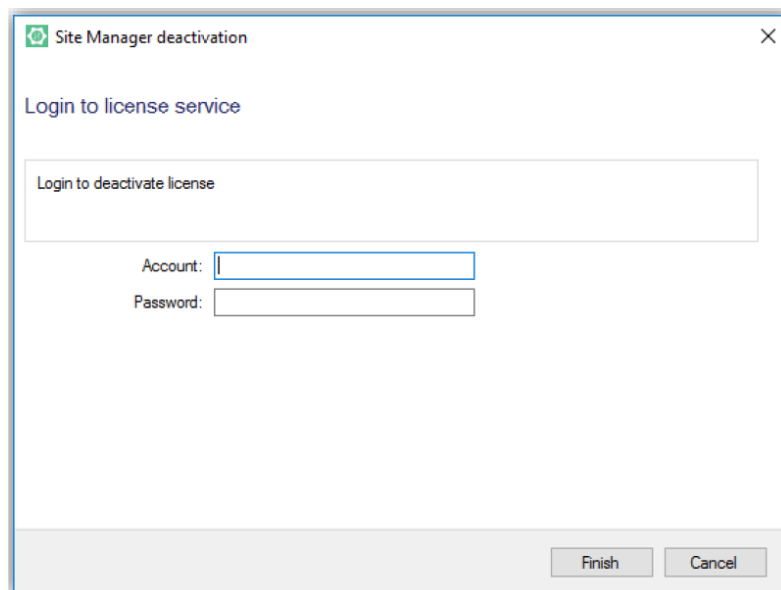 Site Manager deactivation
Login to license service
Login to deactivate license
Account:
Password:
Finish Cancel